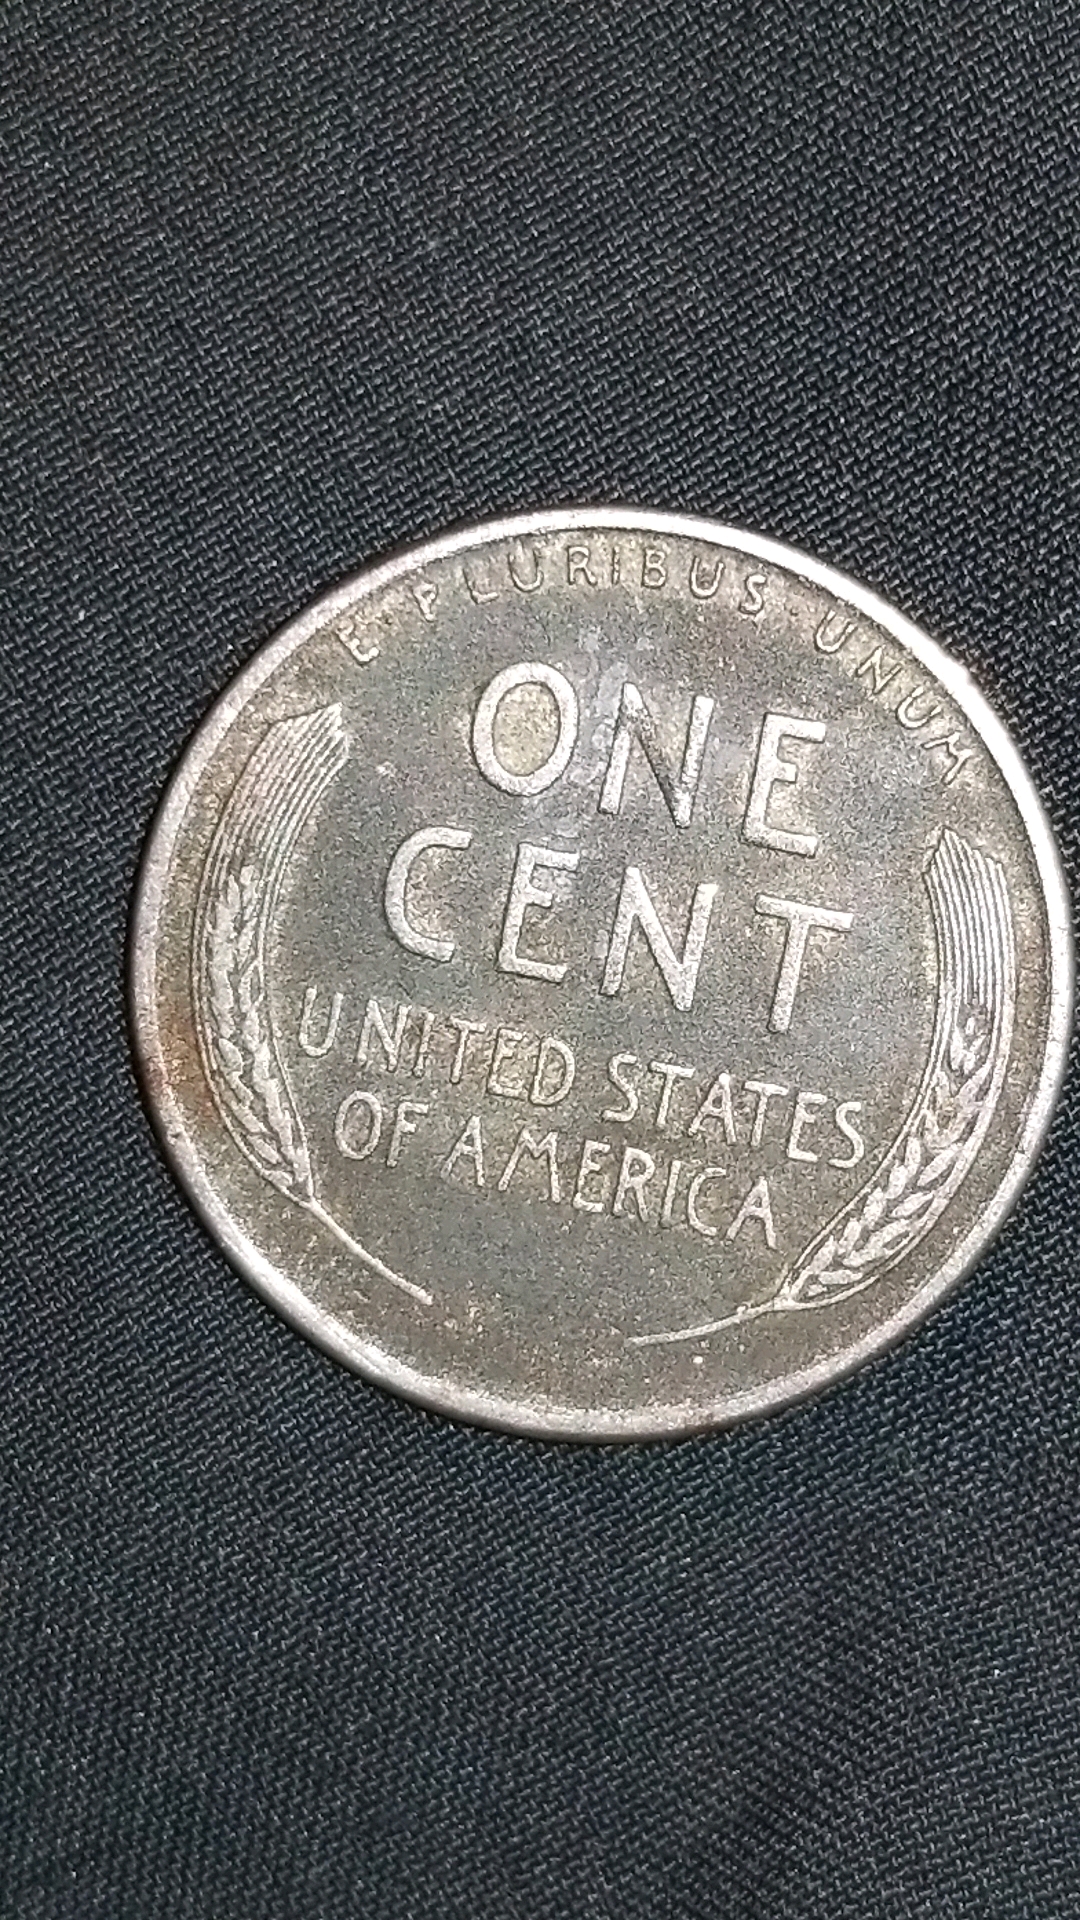 E PLURIBUS UNUM
ONE
CENT
UNITED STATES
OF AMERICA